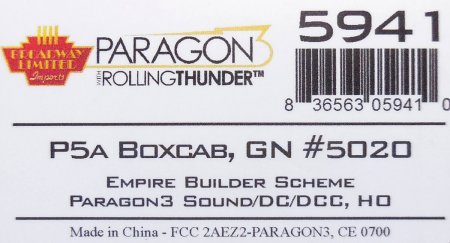 BROADWAY
LIMITED
Imports
PARAGON3
WITH ROLLINGTHUNDER™
5941
8 36563 05941 0
P5A BOXCAB, GN #5020
EMPIRE BUILDER SCHEME
PARAGON3 SOUND/DC/DCC, HO
Made in China - FCC 2AEZ2-PARAGON3, CE 0700